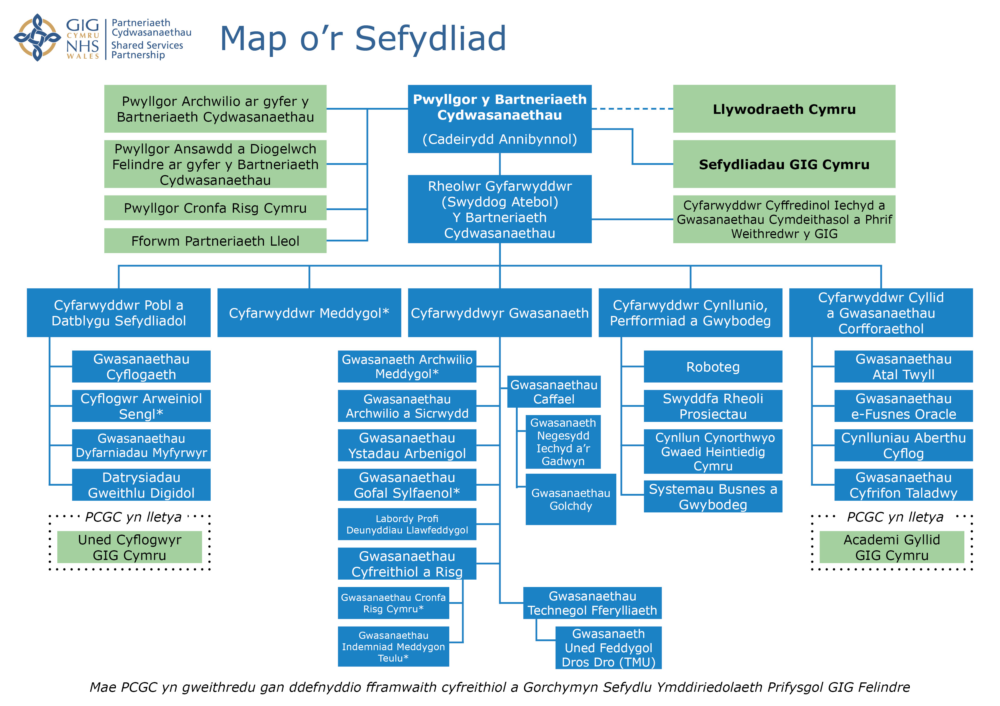 GIG
CYMRU
NHS
WALES
Partneriaeth
Cydwasanaethau
Shared Services
Partnership
Map o’r Sefydliad
Pwyllgor Archwilio ar gyfer y
Bartneriaeth Cydwasanaethau
Pwyllgor Ansawdd a Diogelwch
Felindre ar gyfer y Bartneriaeth
Cydwasanaethau
Pwyllgor Cronfa Risg Cymru
Fforwm Partneriaeth Lleol
Pwyllgor y Bartneriaeth
Cydwasanaethau
(Cadeirydd Annibynnol)
Rheolwr Gyfarwyddwr
(Swyddog Atebol)
Y Bartneriaeth
Cydwasanaethau
Llywodraeth Cymru
Sefydliadau GIG Cymru
Cyfarwyddwr Cyffredinol Iechyd a
Gwasanaethau Cymdeithasol a Phrif
Weithredwr y GIG
Cyfarwyddwr Pobl a
Datblygu Sefydliadol
Gwasanaethau
Cyflogaeth
Cyflogwr Arweiniol
Sengl*
Gwasanaethau
Dyfarniadau Myfyrwyr
Datrysiadau
Gweithlu Digidol
PCGC yn lletya
Uned Cyflogwyr
GIG Cymru
Cyfarwyddwr Meddygol*
Cyfarwyddwyr Gwasanaeth
Gwasanaeth Archwilio
Meddygol*
Gwasanaethau
Archwilio a Sicrwydd
Gwasanaethau
Ystadau Arbenigol
Gwasanaethau
Gofal Sylfaenol*
Labordy Profi
Deunyddiau Llawfeddygol
Gwasanaethau
Cyfreithiol a Risg
Gwasanaethau Cronfa
Risg Cymru*
Gwasanaethau
Indemniad Meddygon
Teulu*
Gwasanaethau
Caffael
Gwasanaeth
Negesydd
Iechyd a’r
Gadwyn
Gwasanaethau
Golchdy
Gwasanaethau
Technegol Fferylliaeth
Gwasanaeth
Uned Feddygol
Dros Dro (TMU)
Cyfarwyddwr Cynllunio,
Perfformiad a Gwybodeg
Roboteg
Swyddfa Rheoli
Prosiectau
Cynllun Cynorthwyo
Gwaed Heintiedig
Cymru
Systemau Busnes a
Gwybodeg
Cyfarwyddwr Cyllid
a Gwasanaethau
Corfforaethol
Gwasanaethau
Atal Twyll
Gwasanaethau
e-Fusnes Oracle
Cynlluniau Aberthu
Cyflog
Gwasanaethau
Cyfrifon Taladwy
PCGC yn lletya
Academi Gyllid
GIG Cymru
Mae PCGC yn gweithredu gan ddefnyddio fframwaith cyfreithiol a Gorchymyn Sefydlu Ymddiriedolaeth Prifysgol GIG Felindre